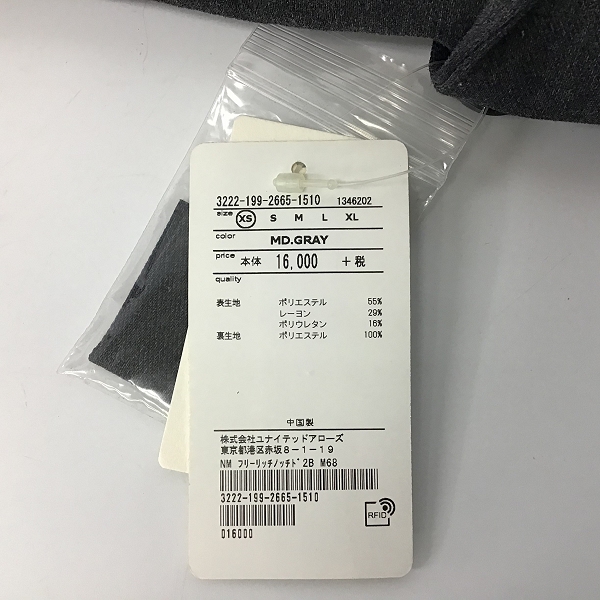 3222-199-2665-1510 1346202
size XS S M L XL
color MD.GRAY
price 本体 16,000 +税
quality
表生地 ポリエステル 55%
レーヨン 29%
ポリウレタン 16%
裏生地 ポリエステル 100%
中国製
株式会社ユナイテッドアローズ
東京都港区赤坂8-1-19
NM フリーリッチノッチド 2B M68
3222-199-2665-1510
016000
RFID